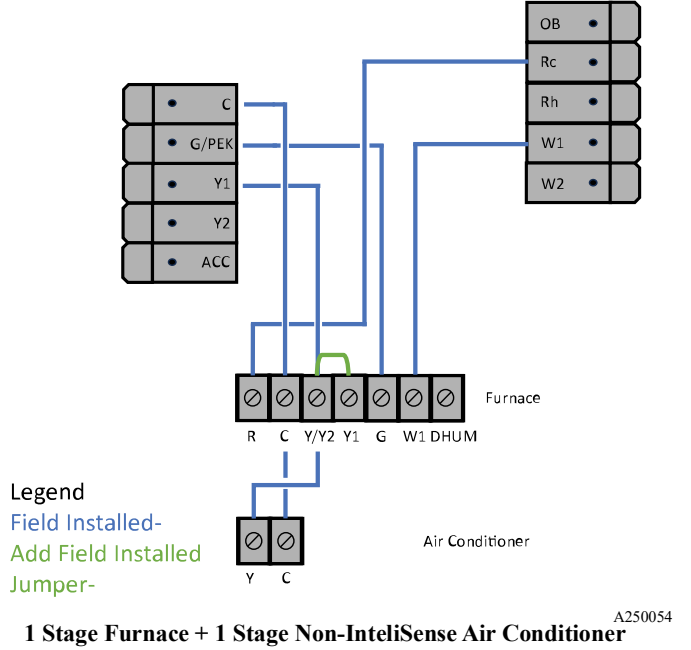 OB
Rc
Rh
W1
W2
C
G/PEK
Y1
Y2
ACC
Furnace
R C Y/Y2 Y1 G W1 DHUM
Legend
Field Installed-
Add Field Installed
Jumper-
Air Conditioner
Y C
A250054
1 Stage Furnace + 1 Stage Non-InteliSense Air Conditioner